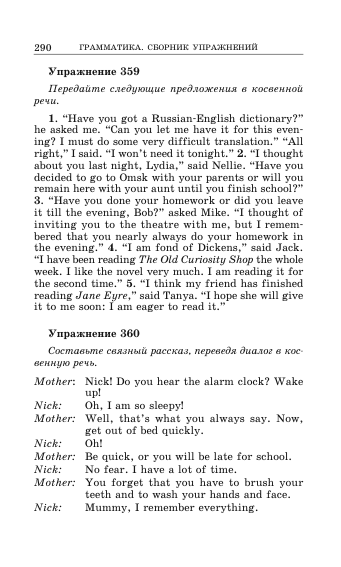 290 ГРАММАТИКА. СБОРНИК УПРАЖНЕНИЙ
Упражнение 359
Передайте следующие предложения в косвенной
речи.
1. “Have you got a Russian-English dictionary?”
he asked me. “Can you let me have it for this even-
ing? I must do some very difficult translation.” “All
right,” I said. “I won't need it tonight.” 2. “I thought
about you last night, Lydia,” said Nellie. “Have you
decided to go to Omsk with your parents or will you
remain here with your aunt until you finish school?”
3. “Have you done your homework or did you leave
it till the evening, Bob?” asked Mike. “I thought of
inviting you to the theatre with me, but I remem-
bered that you nearly always do your homework in
the evening.” 4. “I am fond of Dickens,” said Jack.
“I have been reading The Old Curiosity Shop the whole
week. I like the novel very much. I am reading it for
the second time.” 5. “I think my friend has finished
reading Jane Eyre,” said Tanya. “I hope she will give
it to me soon: I am eager to read it.”
Упражнение 360
Составьте связный рассказ, переведя диалог в кос-
венную речь.
Mother: Nick! Do you hear the alarm clock? Wake
up!
Nick: Oh, I am so sleepy!
Mother: Well, that's what you always say. Now,
get out of bed quickly.
Nick: Oh!
Mother: Be quick, or you will be late for school.
Nick: No fear. I have a lot of time.
Mother: You forget that you have to brush your
teeth and to wash your hands and face.
Nick: Mummy, I remember everything.